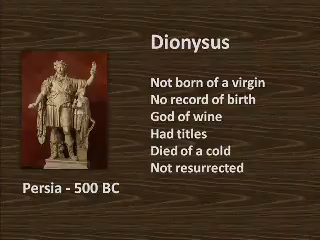 Dionysus
Not born of a virgin
No record of birth
God of wine
Had titles
Died of a cold
Not resurrected
Persia - 500 BC